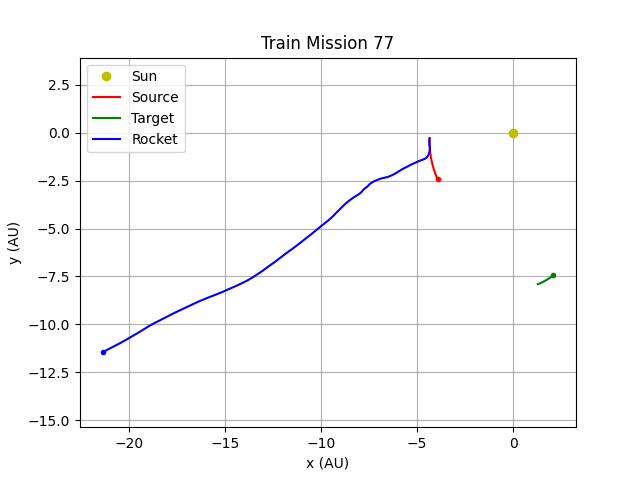 Train Mission 77
Sun
Source
Target
Rocket
2.5
0.0
−2.5
−5.0
−7.5
−10.0
−12.5
−15.0
y (AU)
−20 −15 −10 −5 0
x (AU)